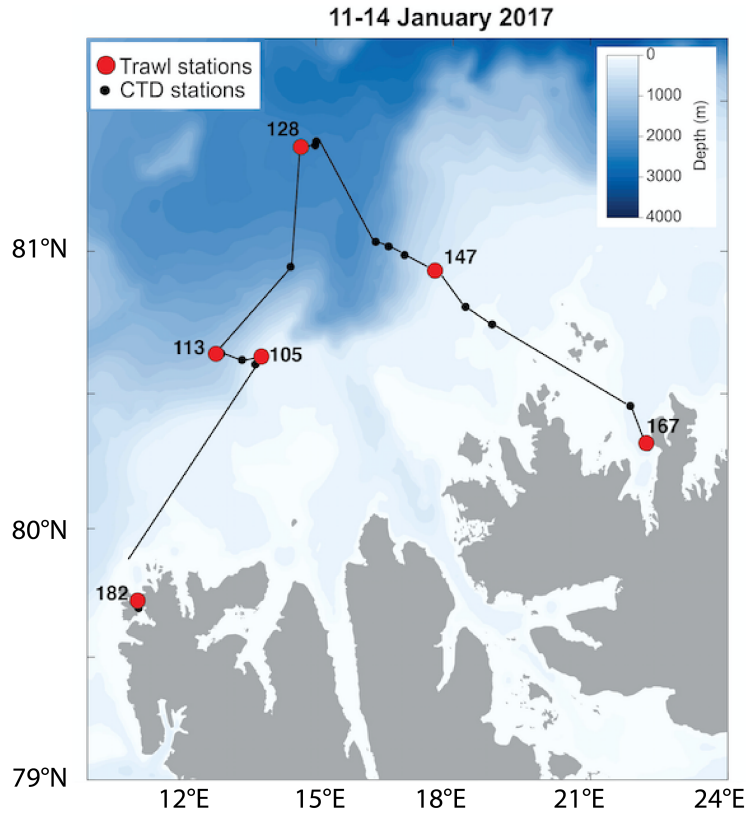 11-14 January 2017
Trawl stations
CTD stations
0
1000
2000
3000
4000
Depth (m)
128
81°N
147
113
105
167
80°N
182
79°N
12°E
15°E
18°E
21°E
24°E